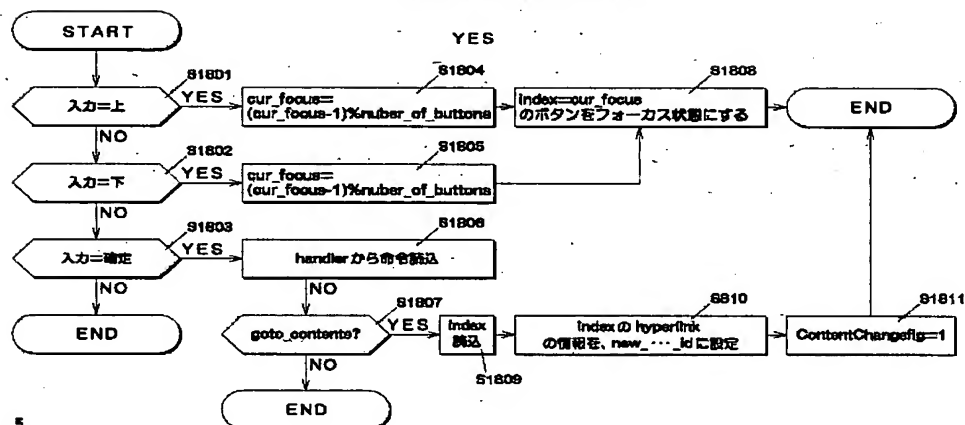 START
YES
S1801
入力=上
YES
S1804
cur_focus=
(cur_focus-1)%nuber_of_buttons
S1808
index=cur_focus
のボタンをフォーカス状態にする
END
NO
S1802
入力=下
YES
S1805
cur_focus=
(cur_focus-1)%nuber_of_buttons
NO
S1803
入力=確定
YES
S1806
handlerから命令読込
NO
END
NO
S1807
goto_contents?
YES
index
読込
S1809
S810
indexのhyperlink
の情報を、new_‥‥_idに設定
S1811
ContentChangeflg=1
NO
END